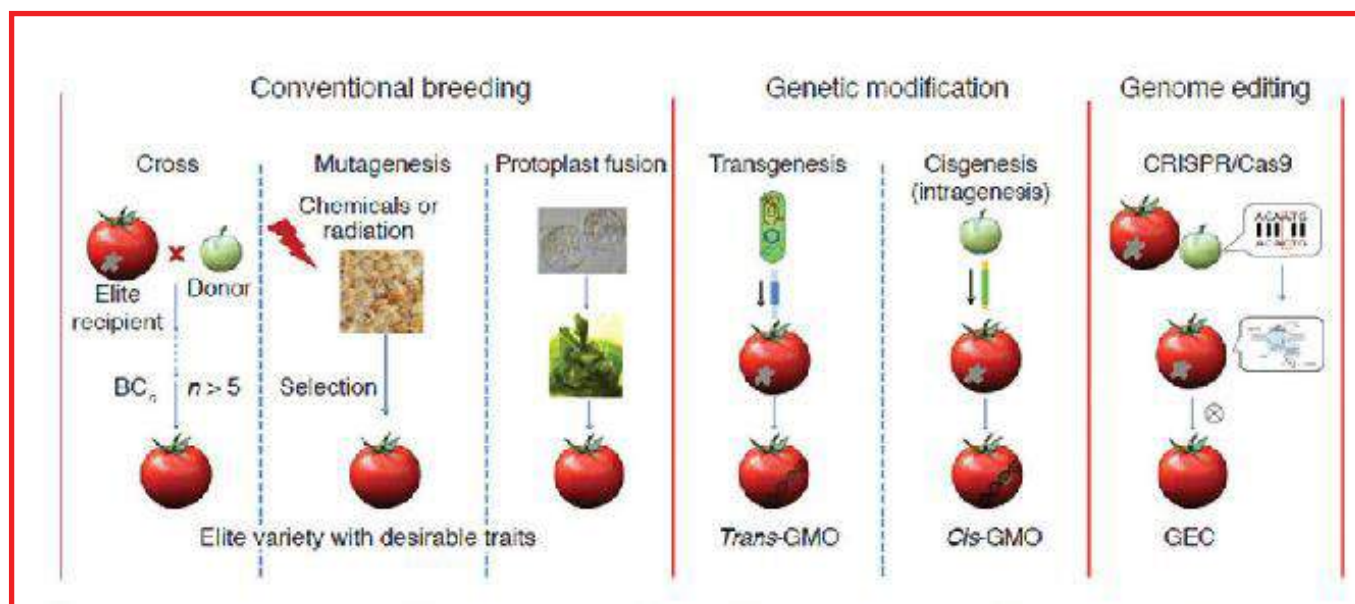 Conventional breeding
Genetic modification
Genome editing
Cross
Mutagenesis
Protoplast fusion
Transgenesis
Cisgenesis
(intragenesis)
CRISPR/Cas9
Chemicals or
radiation
Elite
recipient
Donor
BCn n > 5
Selection
Elite variety with desirable traits
Trans-GMO
Cis-GMO
GEC